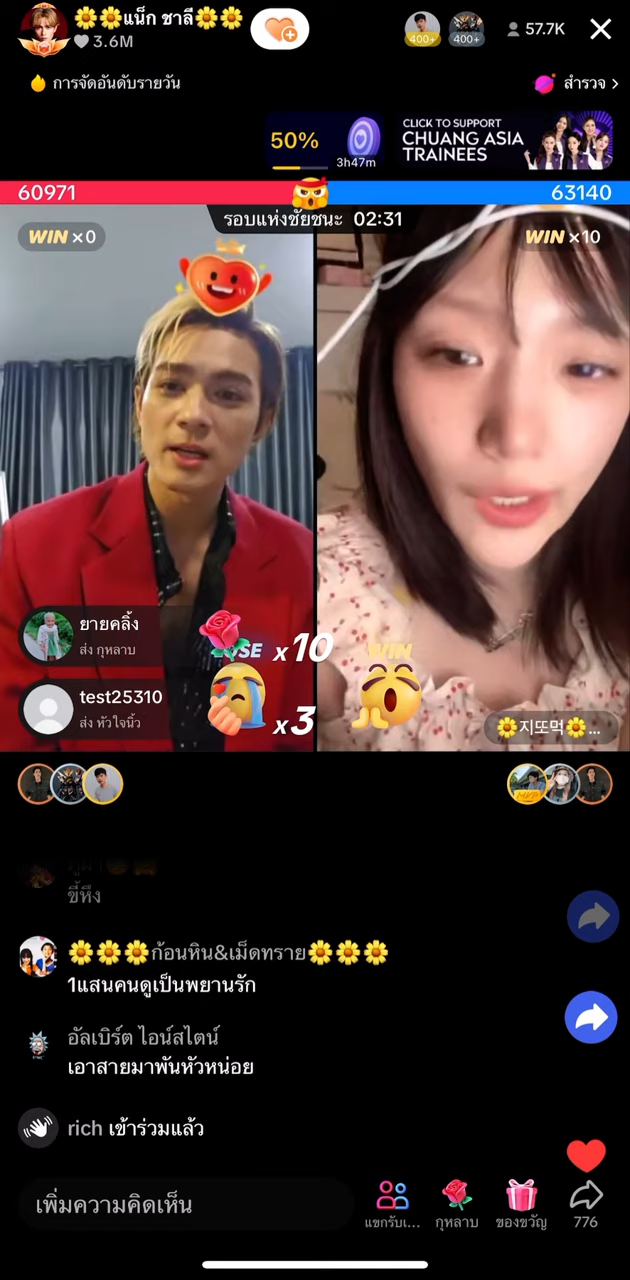 🌼🌼แน็ก ชาลี🌼🌼
3.6M
400+
400+
57.7K
การจัดอันดับรายวัน
สำรวจ >
50%
3h47m
CLICK TO SUPPORT
CHUANG ASIA
TRAINEES
60971
63140
รอบแห่งชัยชนะ 02:31
WIN ×0
WIN ×10
ยายคลิ้ง
ส่ง กุหลาบ
x10
WIN
test25310
ส่ง หัวใจนิ้ว
x3
🌼지또먹🌼...
ขี้หึง
🌼🌼🌼ก้อนหิน&เม็ดทราย🌼🌼🌼
1แสนคนดูเป็นพยานรัก
อัลเบิร์ต ไอน์สไตน์
เอาสายมาพันหัวหน่อย
rich เข้าร่วมแล้ว
เพิ่มความคิดเห็น
แขกรับเ...
กุหลาบ
ของขวัญ
776